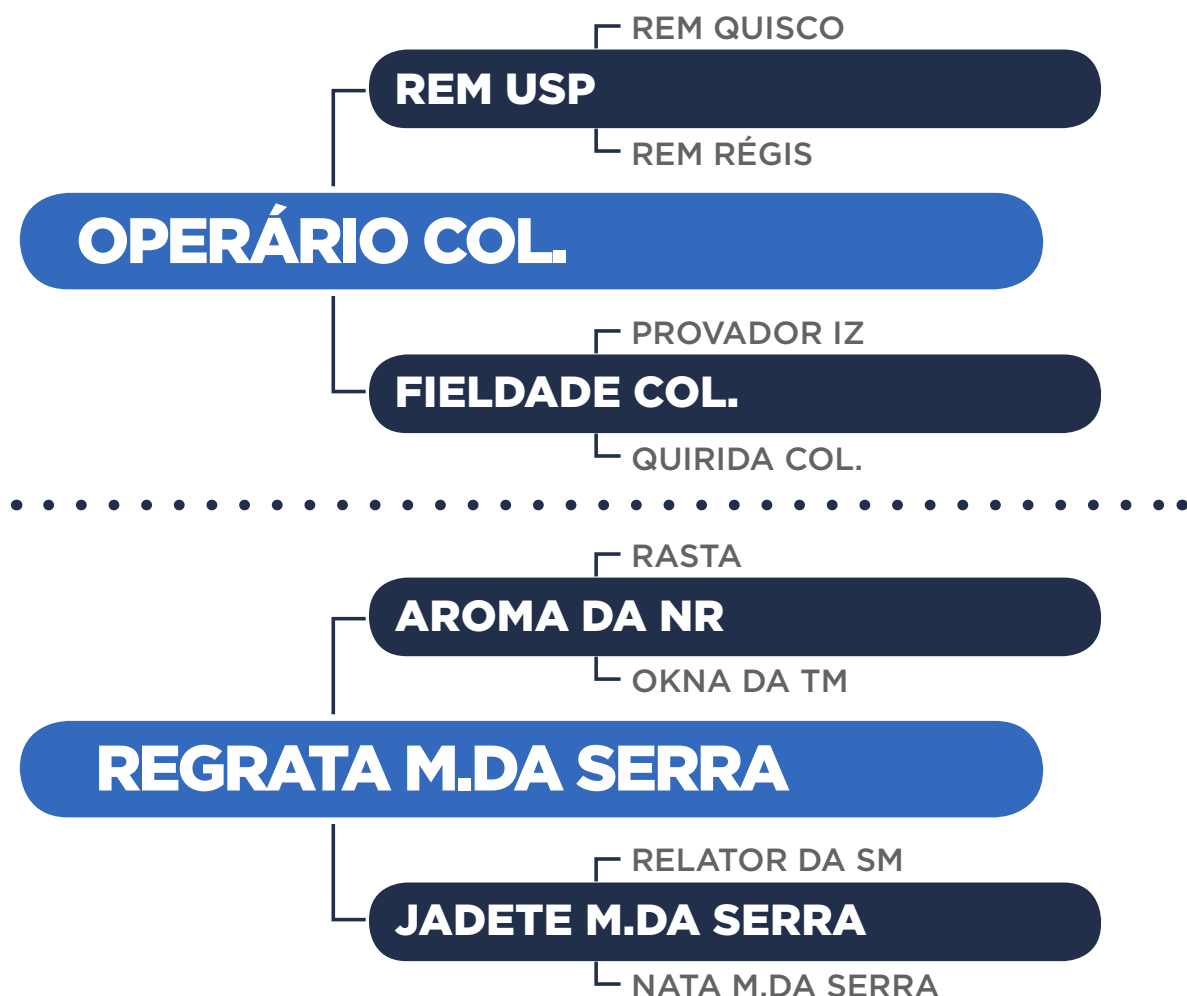 REM QUISCO
REM USP
REM RÉGIS
OPERÁRIO COL.
PROVADOR IZ
FIELDADE COL.
QUIRIDA COL.
RASTA
AROMA DA NR
OKNA DA TM
REGRATA M.DA SERRA
RELATOR DA SM
JADETE M.DA SERRA
NATA M.DA SERRA